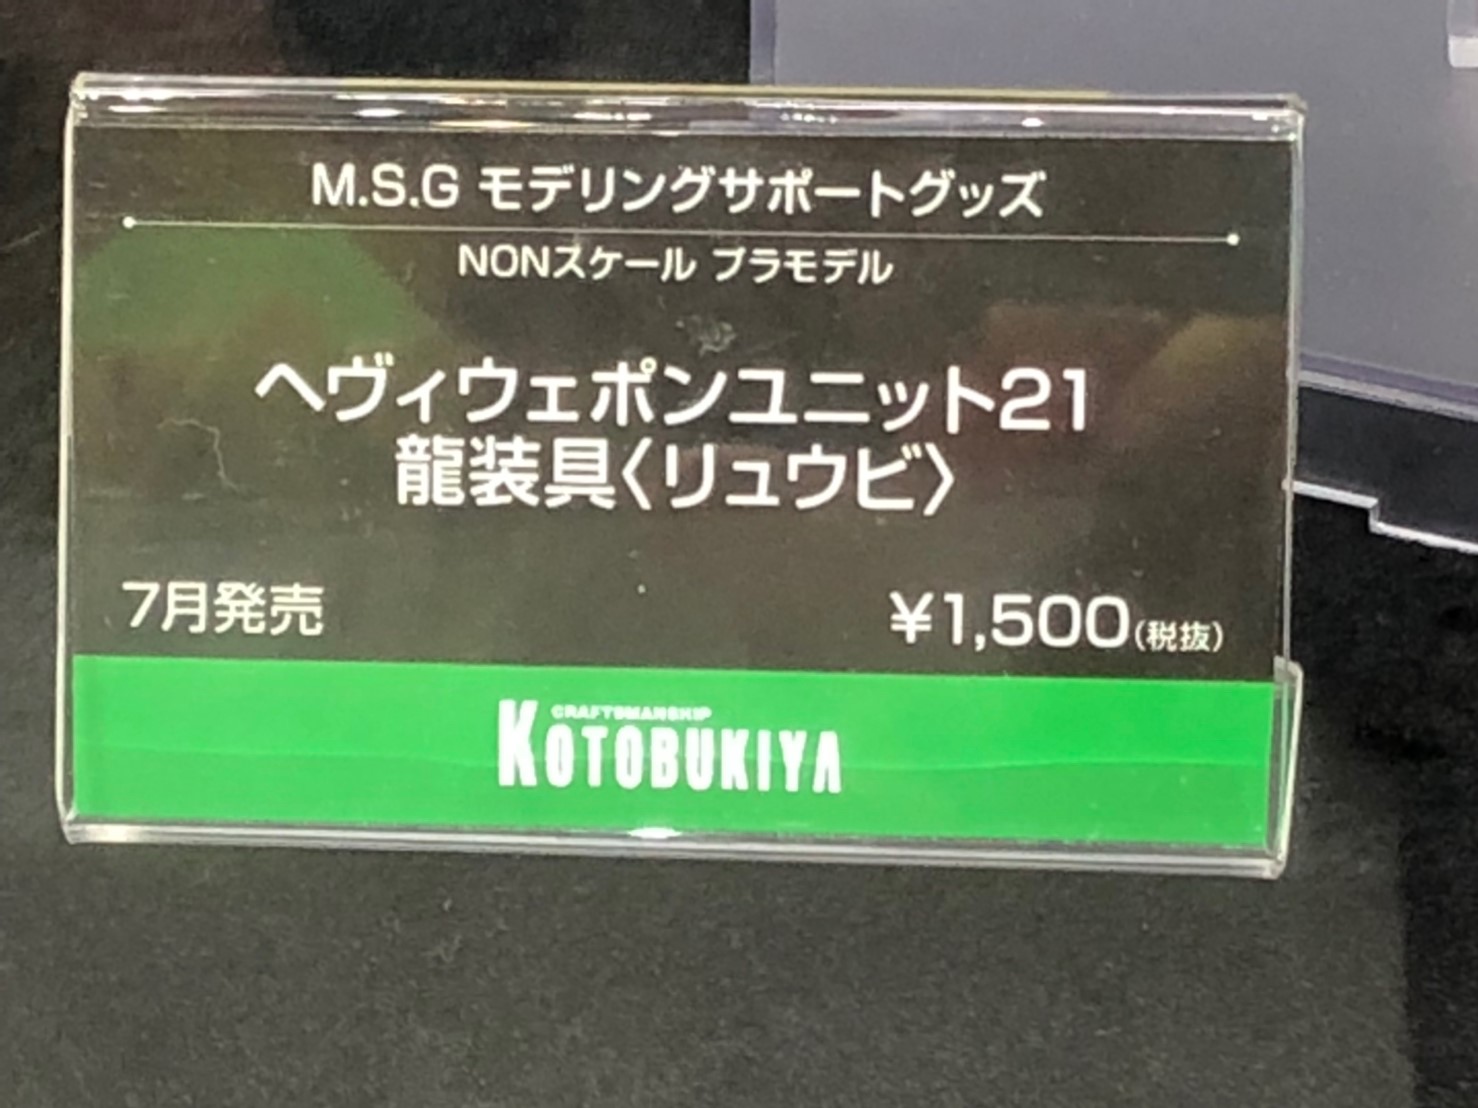 M.S.G モデリングサポートグッズ
NONスケール プラモデル
ヘヴィウェポンユニット21
龍装具〈リュウビ〉
7月発売
¥1,500(税抜)
CRAFTSMANSHIP
KOTOBUKIYA